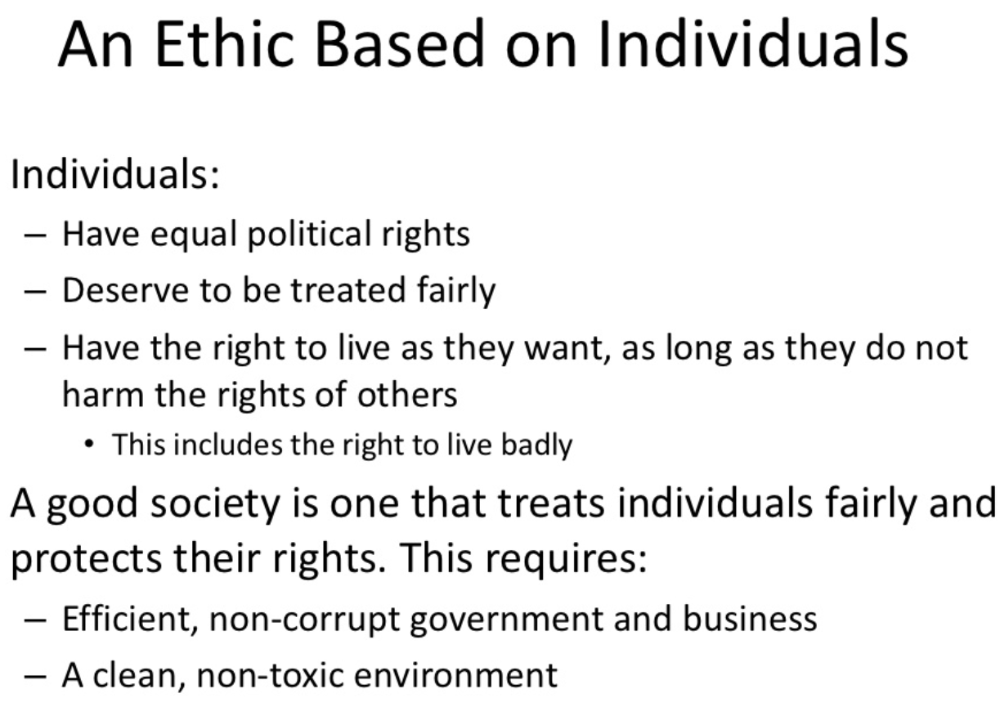 An Ethic Based on Individuals
Individuals:
– Have equal political rights
– Deserve to be treated fairly
– Have the right to live as they want, as long as they do not
harm the rights of others
• This includes the right to live badly
A good society is one that treats individuals fairly and
protects their rights. This requires:
– Efficient, non-corrupt government and business
– A clean, non-toxic environment